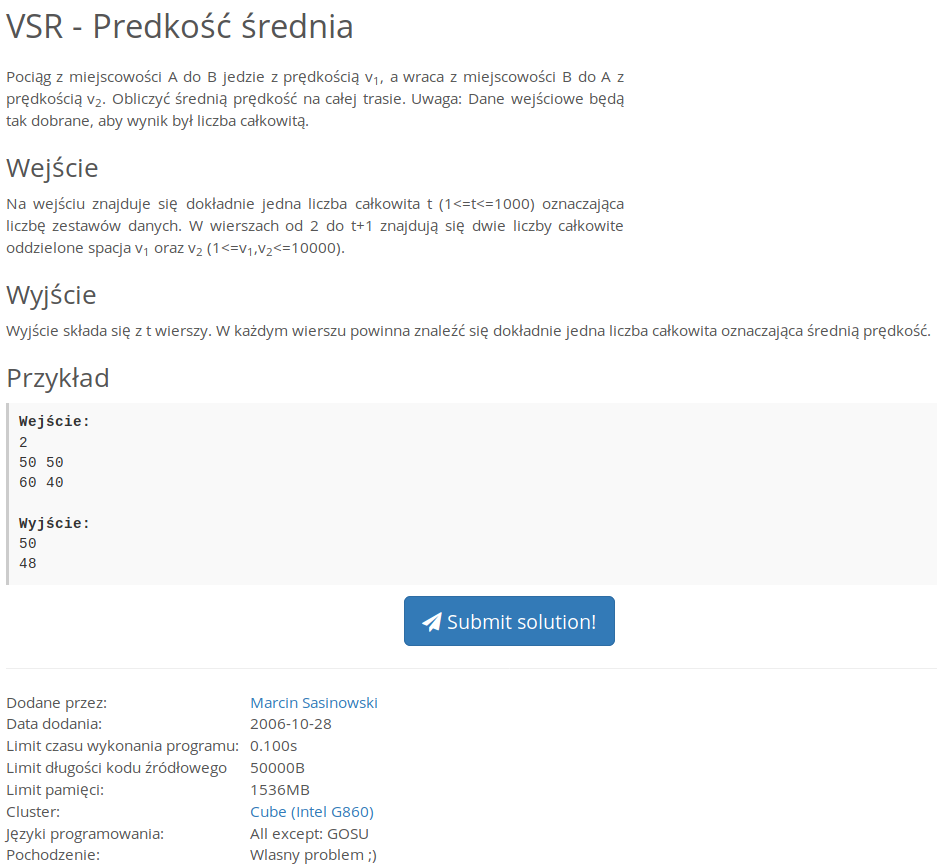 VSR - Predkość średnia
Pociąg z miejscowości A do B jedzie z prędkością v1, a wraca z miejscowości B do A z
prędkością v2. Obliczyć średnią prędkość na całej trasie. Uwaga: Dane wejściowe będą
tak dobrane, aby wynik był liczba całkowitą.
Wejście
Na wejściu znajduje się dokładnie jedna liczba całkowita t (1<=t<=1000) oznaczająca
liczbę zestawów danych. W wierszach od 2 do t+1 znajdują się dwie liczby całkowite
oddzielone spacja v1 oraz v2 (1<=v1,v2<=10000).
Wyjście
Wyjście składa się z t wierszy. W każdym wierszu powinna znaleźć się dokładnie jedna liczba całkowita oznaczająca średnią prędkość.
Przykład
Wejście:
2
50 50
60 40
Wyjście:
50
48
Submit solution!
Dodane przez: Marcin Sasinowski
Data dodania: 2006-10-28
Limit czasu wykonania programu: 0.100s
Limit długości kodu źródłowego 50000B
Limit pamięci: 1536MB
Cluster: Cube (Intel G860)
Języki programowania: All except: GOSU
Pochodzenie: Wlasny problem ;)